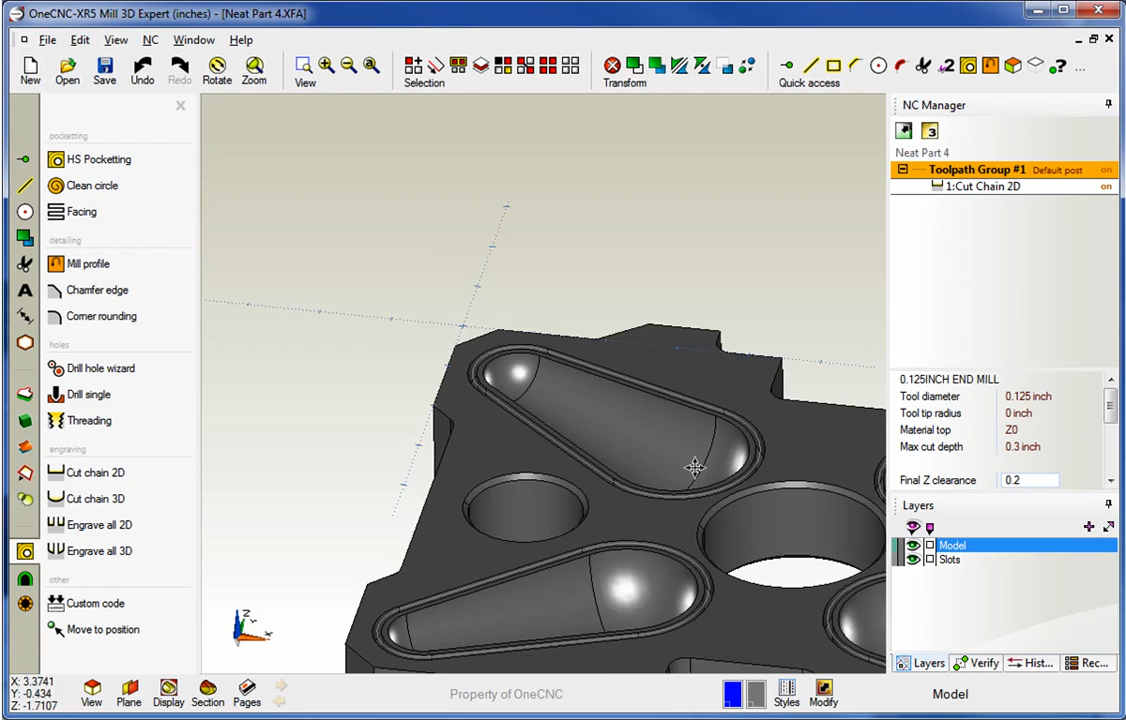 OneCNC-XR5 Mill 3D Expert (inches) - [Neat Part 4.XFA]
File Edit View NC Window Help
New Open Save Undo Redo Rotate Zoom View Selection Transform Quick access ...
pocketting
HS Pocketting
Clean circle
Facing
detailing
Mill profile
Chamfer edge
Corner rounding
holes
Drill hole wizard
Drill single
Threading
engraving
Cut chain 2D
Cut chain 3D
Engrave all 2D
Engrave all 3D
other
Custom code
Move to position
Z
X
NC Manager
3
Neat Part 4
Toolpath Group #1 Default post on
1:Cut Chain 2D on
0.125INCH END MILL
Tool diameter 0.125 inch
Tool tip radius 0 inch
Material top Z0
Max cut depth 0.3 inch
Final Z clearance 0.2
Layers
Model
Slots
Layers Verify Hist... Rec...
X: 3.3741
Y: -0.434
Z: -1.7107
View Plane Display Section Pages
Property of OneCNC
Styles Modify
Model